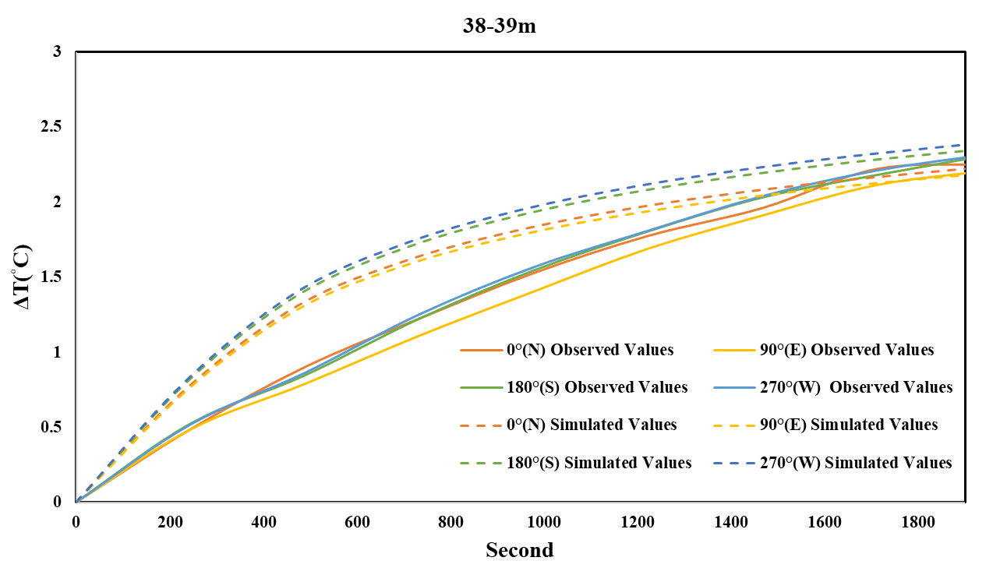 38-39m
3
2.5
2
1.5
1
0.5
0
ΔT(°C)
0 200 400 600 800 1000 1200 1400 1600 1800
Second
0°(N) Observed Values 90°(E) Observed Values
180°(S) Observed Values 270°(W)  Observed Values
0°(N) Simulated Values 90°(E) Simulated Values
180°(S) Simulated Values 270°(W) Simulated Values